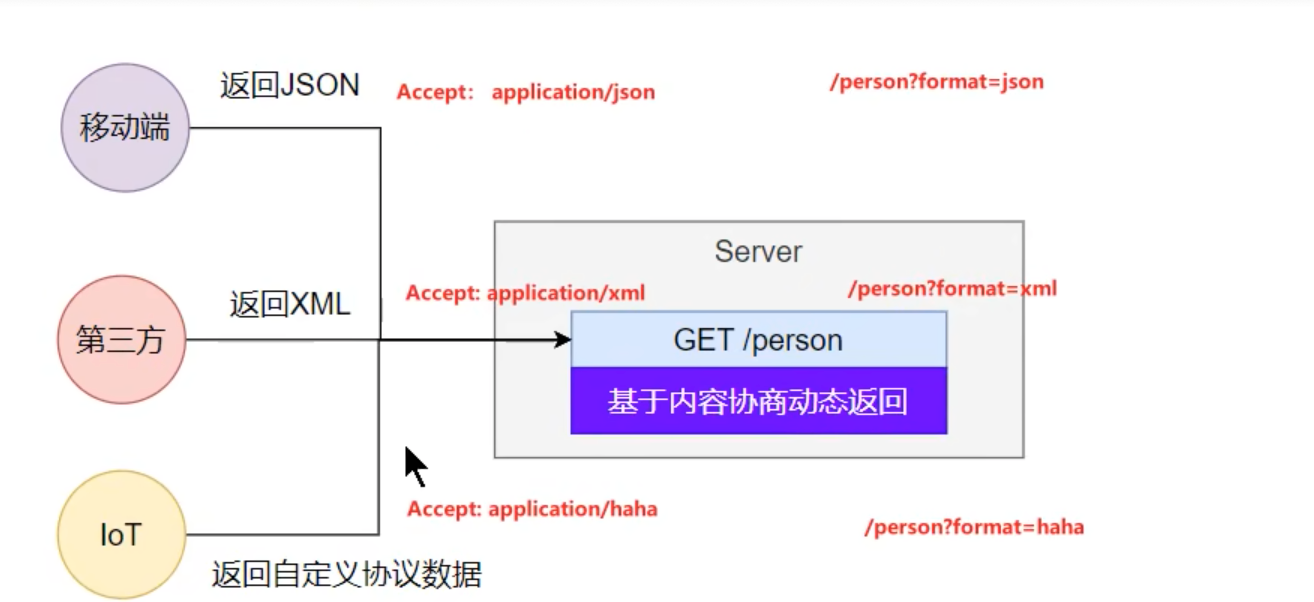 返回JSON
Accept： application/json
/person?format=json
移动端
Server
返回XML
Accept: application/xml
/person?format=xml
第三方
GET /person
基于内容协商动态返回
Accept: application/haha
/person?format=haha
IoT
返回自定义协议数据